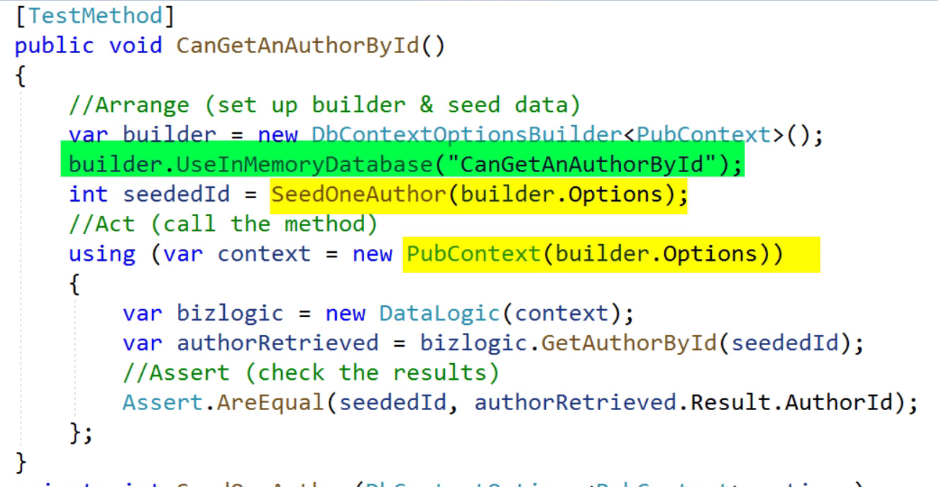 [TestMethod]
public void CanGetAnAuthorById()
{
//Arrange (set up builder & seed data)
var builder = new DbContextOptionsBuilder<PubContext>();
builder.UseInMemoryDatabase("CanGetAnAuthorById");
int seededId = SeedOneAuthor(builder.Options);
//Act (call the method)
using (var context = new PubContext(builder.Options))
{
var bizlogic = new DataLogic(context);
var authorRetrieved = bizlogic.GetAuthorById(seededId);
//Assert (check the results)
Assert.AreEqual(seededId, authorRetrieved.Result.AuthorId);
};
}